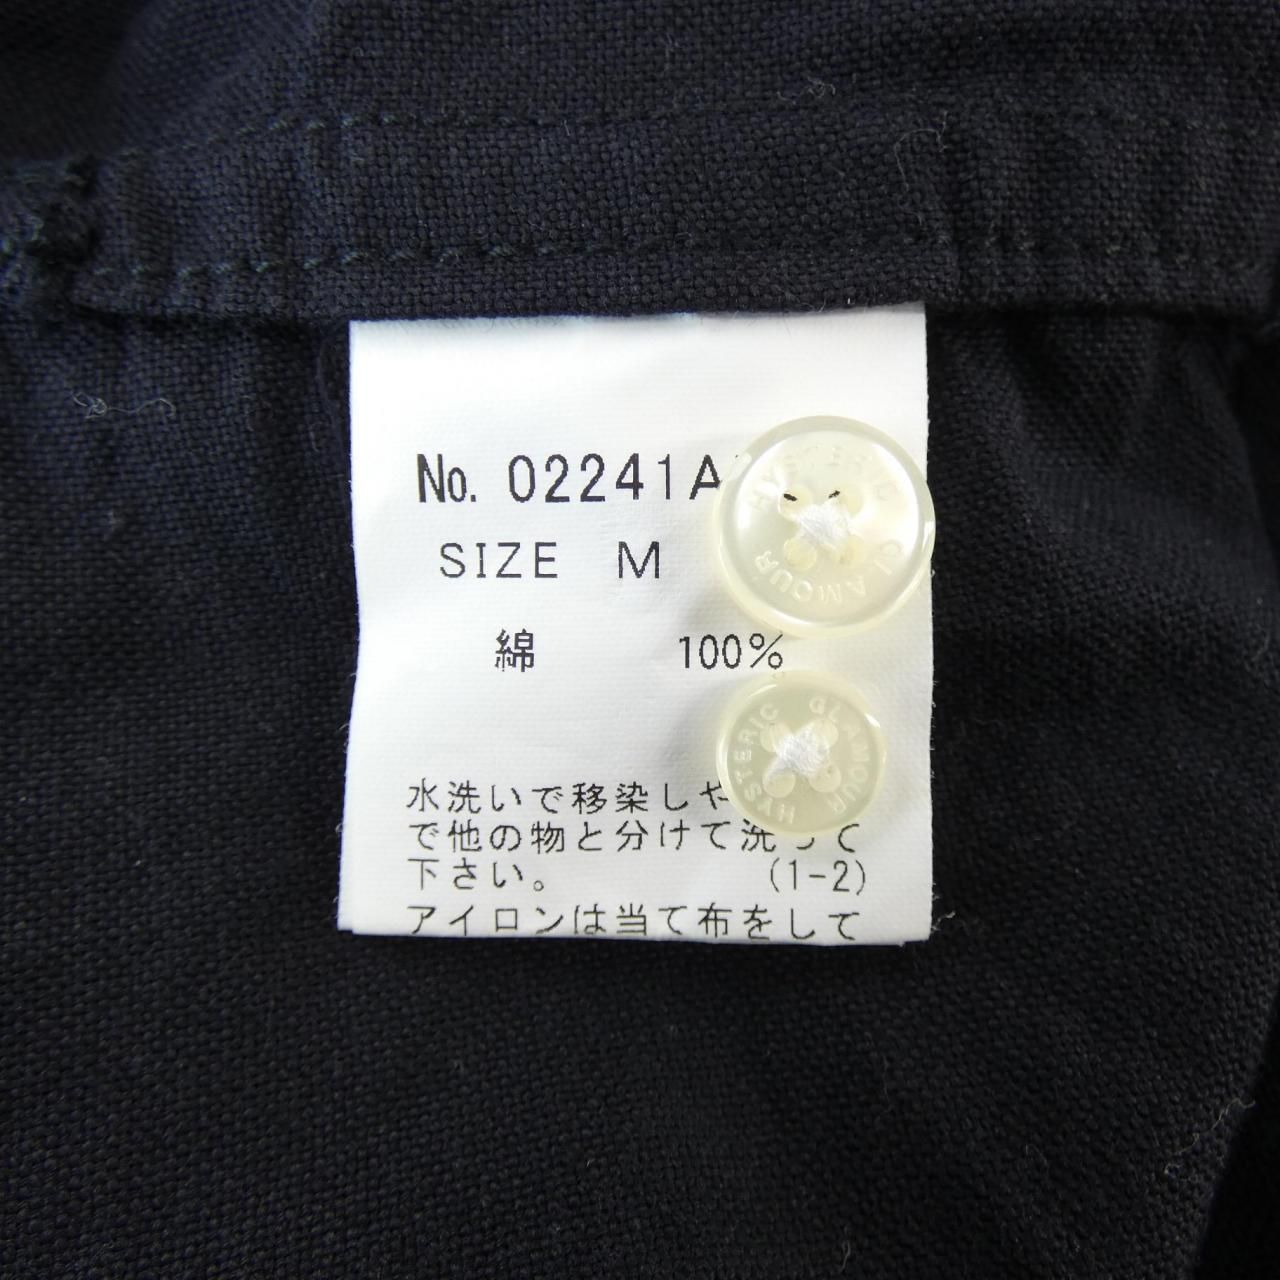 No. 02241A
SIZE M
綿 100%
水洗いで移染しや
で他の物と分けて洗って
下さい。 (1-2)
アイロンは当て布をして
HYSTERIC GLAMOUR
HYSTERIC GLAMOUR